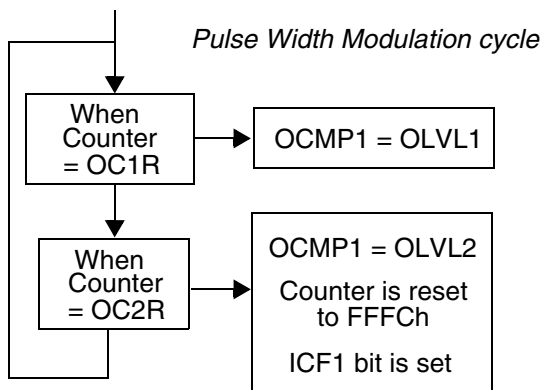 Pulse Width Modulation cycle
When
Counter
= OC1R
OCMP1 = OLVL1
When
Counter
= OC2R
OCMP1 = OLVL2
Counter is reset
to FFFCh
ICF1 bit is set